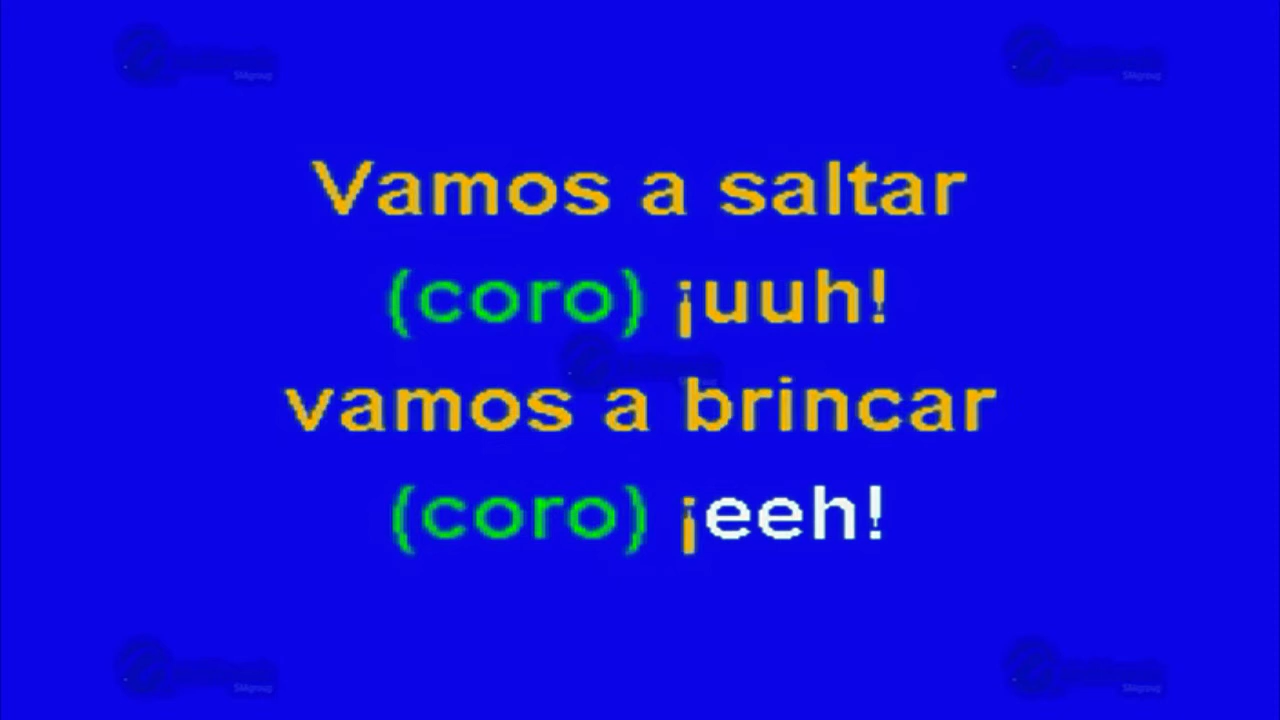 Vamos a saltar
(coro) ¡uuh!
vamos a brincar
(coro) ¡eeh!